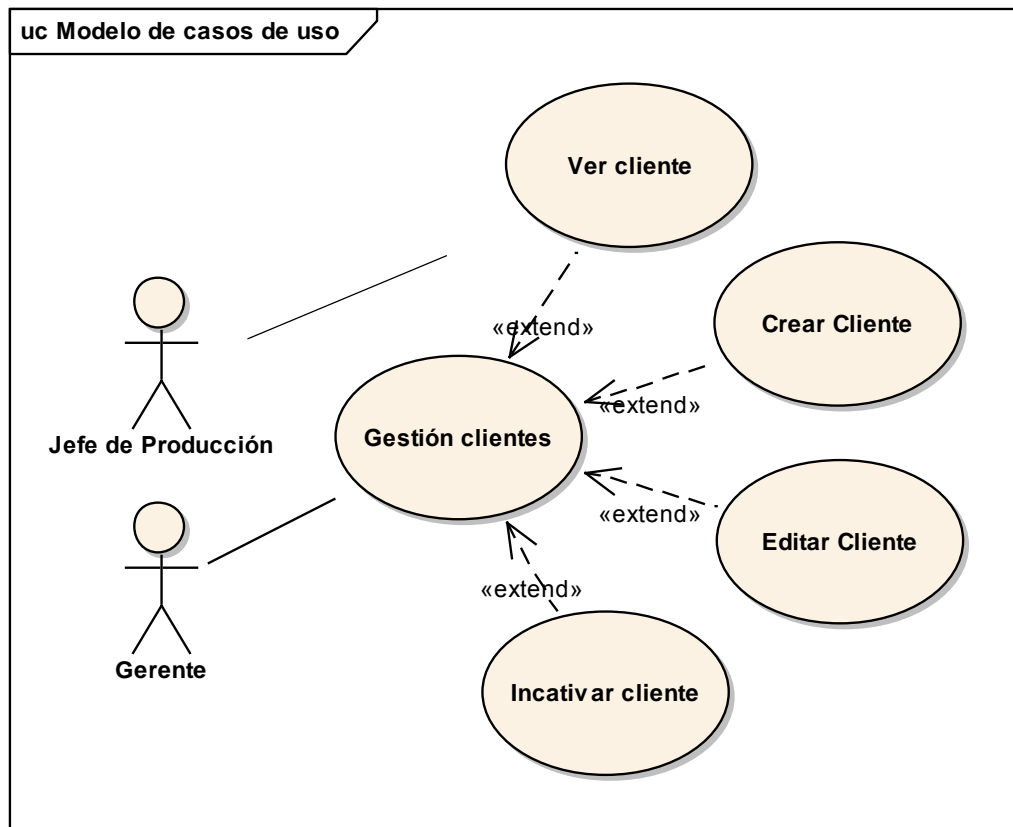 uc Modelo de casos de uso
Ver cliente
«extend»
Crear Cliente
«extend»
Jefe de Producción
Gestión clientes
«extend»
Editar Cliente
«extend»
Gerente
Incativar cliente